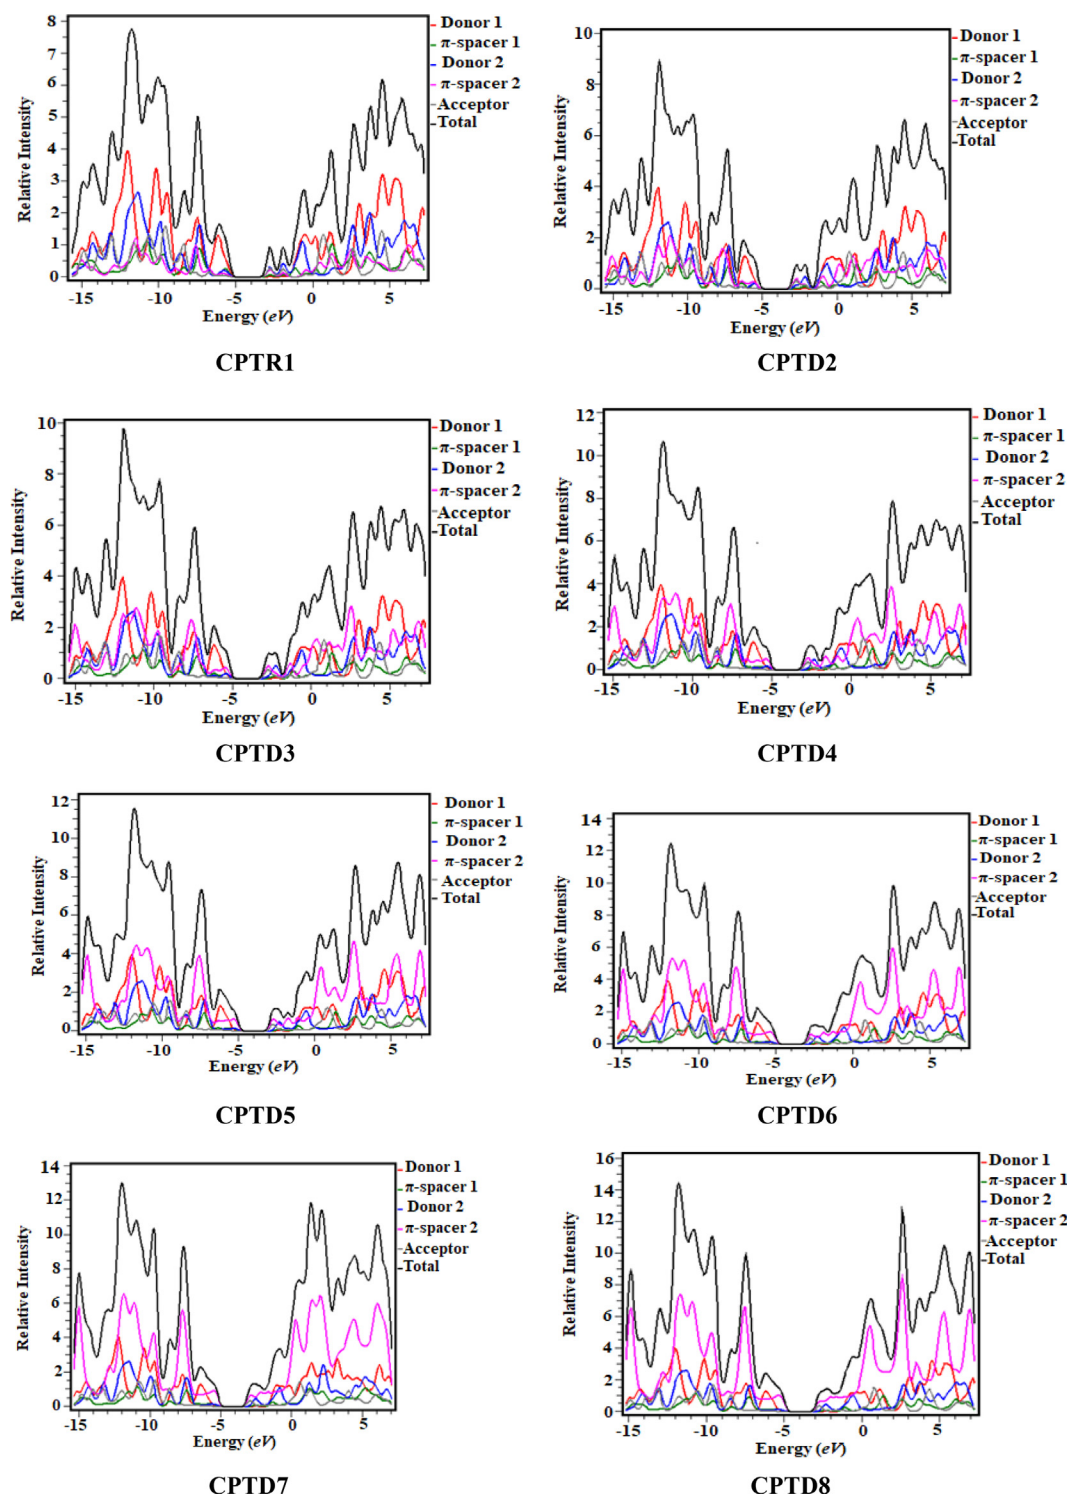 8
7
6
5
4
3
2
1
0
Relative Intensity
-15
-10
-5
0
5
Energy (eV)
Donor 1
π-spacer 1
Donor 2
π-spacer 2
Acceptor
Total
CPTR1
10
8
6
4
2
0
Relative Intensity
-15
-10
-5
0
5
Energy (eV)
Donor 1
π-spacer 1
Donor 2
π-spacer 2
Acceptor
Total
CPTD2
10
8
6
4
2
0
Relative Intensity
-15
-10
-5
0
5
Energy (eV)
Donor 1
π-spacer 1
Donor 2
π-spacer 2
Acceptor
Total
CPTD3
12
10
8
6
4
2
0
Relative Intensity
-15
-10
-5
0
5
Energy (eV)
Donor 1
π-spacer 1
Donor 2
π-spacer 2
Acceptor
Total
CPTD4
12
10
8
6
4
2
0
Relative Intensity
-15
-10
-5
0
5
Energy (eV)
Donor 1
π-spacer 1
Donor 2
π-spacer 2
Acceptor
Total
CPTD5
14
12
10
8
6
4
2
0
Relative Intensity
-15
-10
-5
0
5
Energy (eV)
Donor 1
π-spacer 1
Donor 2
π-spacer 2
Acceptor
Total
CPTD6
14
12
10
8
6
4
2
0
Relative Intensity
-15
-10
-5
0
5
Energy (eV)
Donor 1
π-spacer 1
Donor 2
π-spacer 2
Acceptor
Total
CPTD7
16
14
12
10
8
6
4
2
0
Relative Intensity
-15
-10
-5
0
5
Energy (eV)
Donor 1
π-spacer 1
Donor 2
π-spacer 2
Acceptor
Total
CPTD8